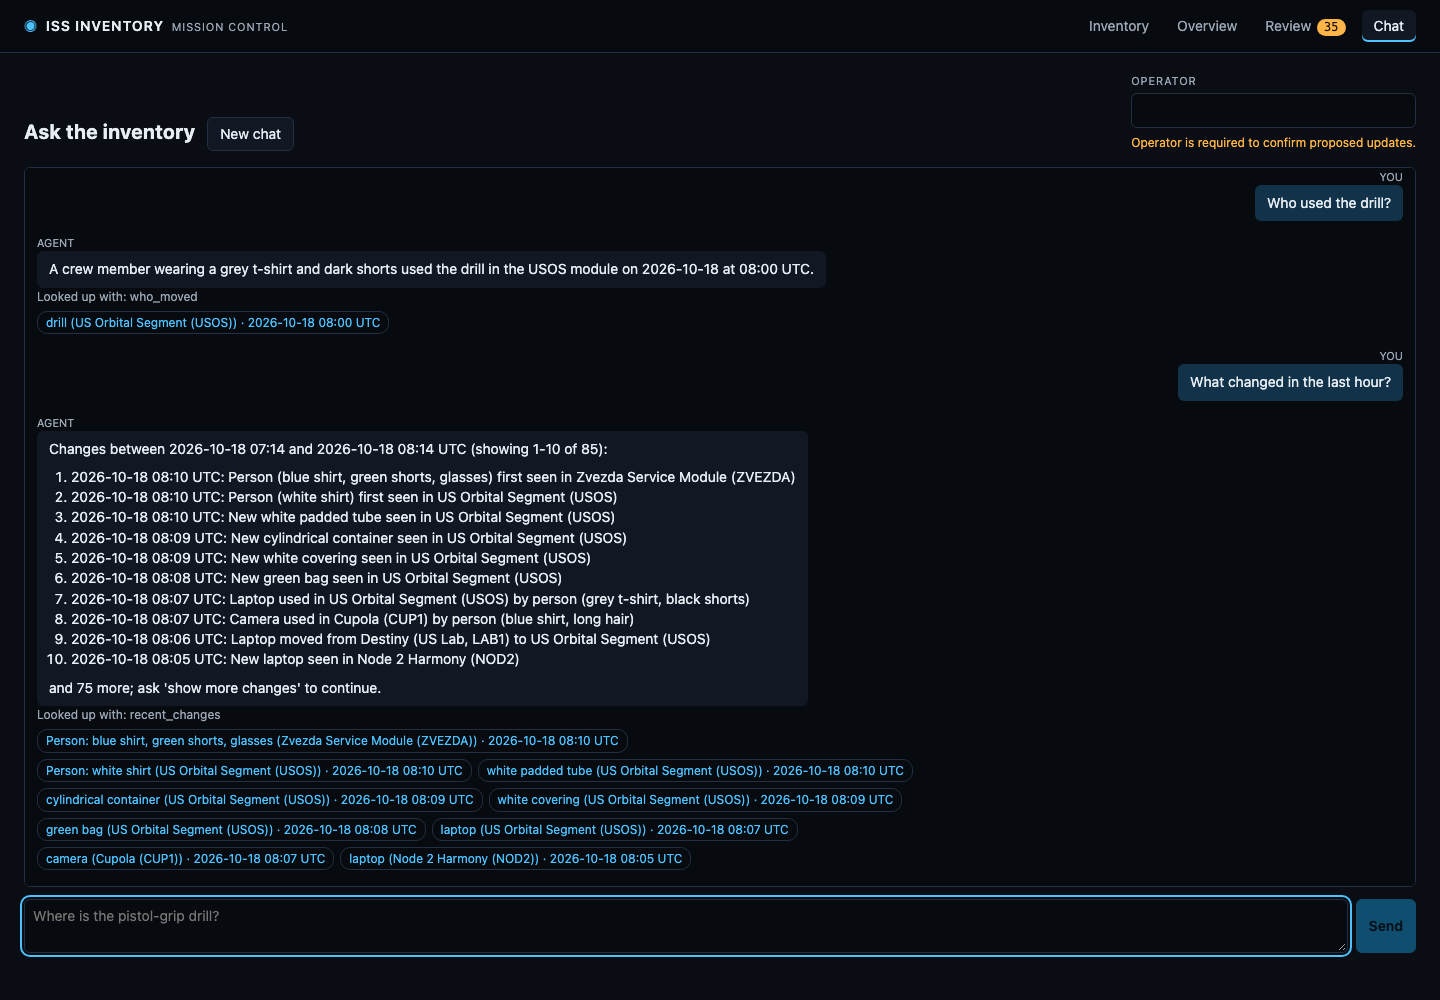 ISS INVENTORY MISSION CONTROL
Inventory
Overview
Review 35
Chat
OPERATOR
Ask the inventory
New chat
Operator is required to confirm proposed updates.
YOU
Who used the drill?
AGENT
A crew member wearing a grey t-shirt and dark shorts used the drill in the USOS module on 2026-10-18 at 08:00 UTC.
Looked up with: who_moved
drill (US Orbital Segment (USOS)) · 2026-10-18 08:00 UTC
YOU
What changed in the last hour?
AGENT
Changes between 2026-10-18 07:14 and 2026-10-18 08:14 UTC (showing 1-10 of 85):
1. 2026-10-18 08:10 UTC: Person (blue shirt, green shorts, glasses) first seen in Zvezda Service Module (ZVEZDA)
2. 2026-10-18 08:10 UTC: Person (white shirt) first seen in US Orbital Segment (USOS)
3. 2026-10-18 08:10 UTC: New white padded tube seen in US Orbital Segment (USOS)
4. 2026-10-18 08:09 UTC: New cylindrical container seen in US Orbital Segment (USOS)
5. 2026-10-18 08:09 UTC: New white covering seen in US Orbital Segment (USOS)
6. 2026-10-18 08:08 UTC: New green bag seen in US Orbital Segment (USOS)
7. 2026-10-18 08:07 UTC: Laptop used in US Orbital Segment (USOS) by person (grey t-shirt, black shorts)
8. 2026-10-18 08:07 UTC: Camera used in Cupola (CUP1) by person (blue shirt, long hair)
9. 2026-10-18 08:06 UTC: Laptop moved from Destiny (US Lab, LAB1) to US Orbital Segment (USOS)
10. 2026-10-18 08:05 UTC: New laptop seen in Node 2 Harmony (NOD2)
and 75 more; ask 'show more changes' to continue.
Looked up with: recent_changes
Person: blue shirt, green shorts, glasses (Zvezda Service Module (ZVEZDA)) · 2026-10-18 08:10 UTC
Person: white shirt (US Orbital Segment (USOS)) · 2026-10-18 08:10 UTC
white padded tube (US Orbital Segment (USOS)) · 2026-10-18 08:10 UTC
cylindrical container (US Orbital Segment (USOS)) · 2026-10-18 08:09 UTC
white covering (US Orbital Segment (USOS)) · 2026-10-18 08:09 UTC
green bag (US Orbital Segment (USOS)) · 2026-10-18 08:08 UTC
laptop (US Orbital Segment (USOS)) · 2026-10-18 08:07 UTC
camera (Cupola (CUP1)) · 2026-10-18 08:07 UTC
laptop (Node 2 Harmony (NOD2)) · 2026-10-18 08:05 UTC
Where is the pistol-grip drill?
Send